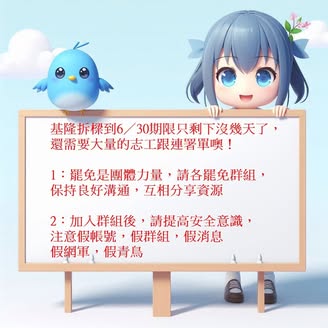 基隆拆樑到6／30期限只剩下沒幾天了，
還需要大量的志工跟連署單噢！
1：罷免是團體力量，請各罷免群組，
保持良好溝通，互相分享資源
2：加入群組後，請提高安全意識，
注意假帳號，假群組，假消息
假網軍，假青鳥